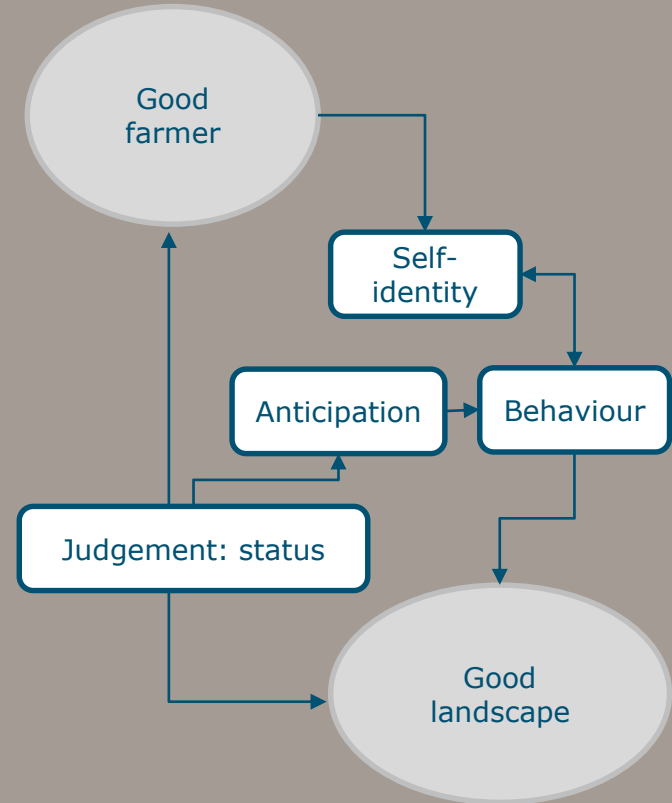 Good
farmer
Self-
identity
Anticipation
Behaviour
Judgement: status
Good
landscape